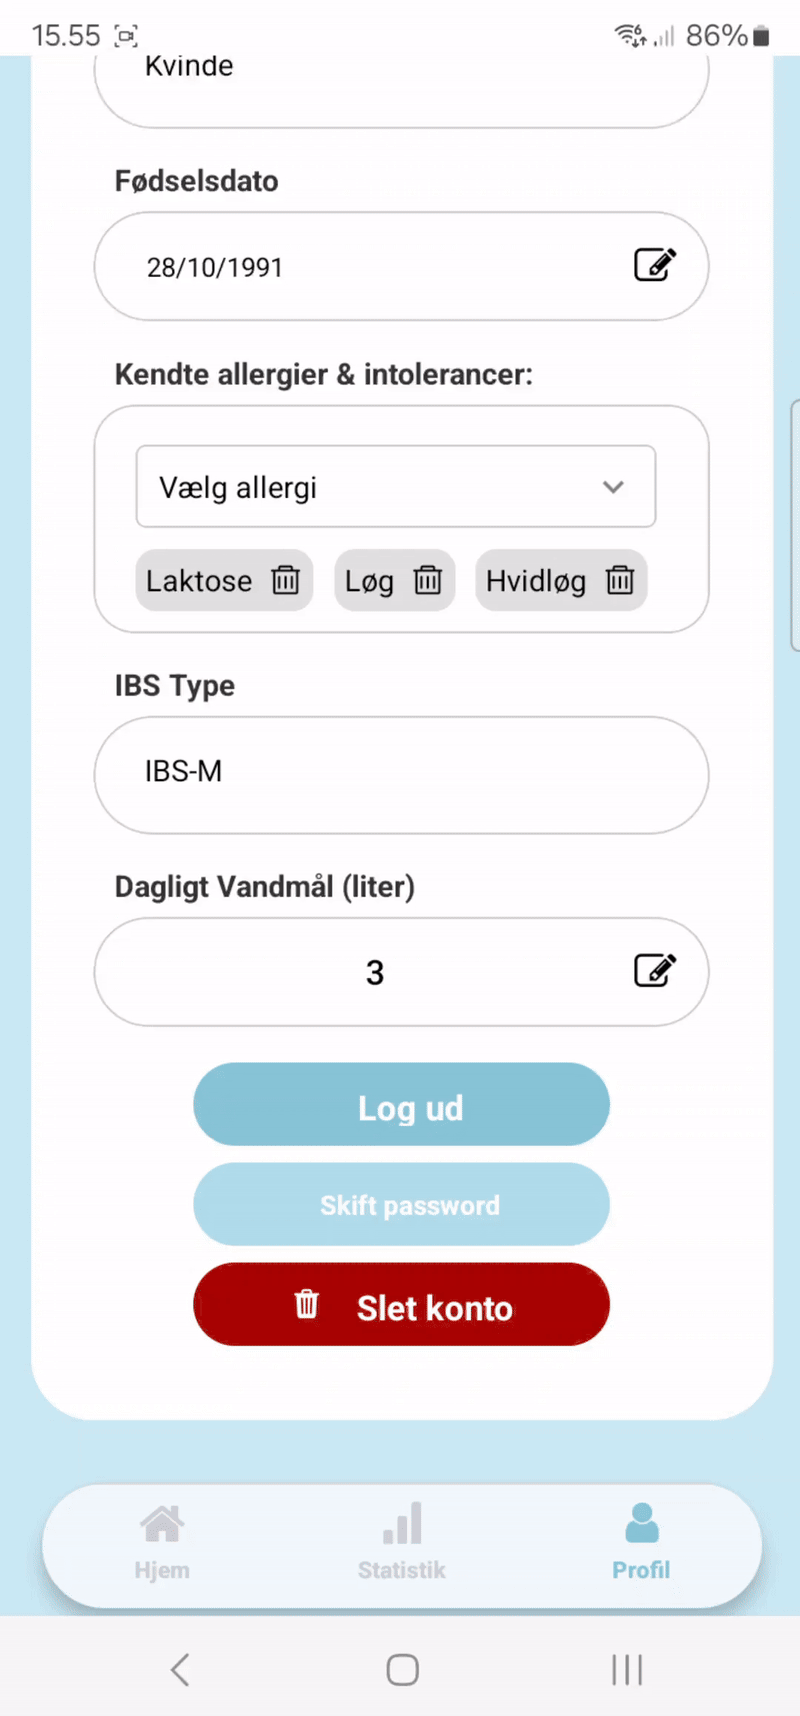 15.55 86%
Kvinde
Fødselsdato
28/10/1991
Kendte allergier & intolerancer:
Vælg allergi
Laktose Løg Hvidløg
IBS Type
IBS-M
Dagligt Vandmål (liter)
3
Log ud
Skift password
Slet konto
Hjem Statistik Profil